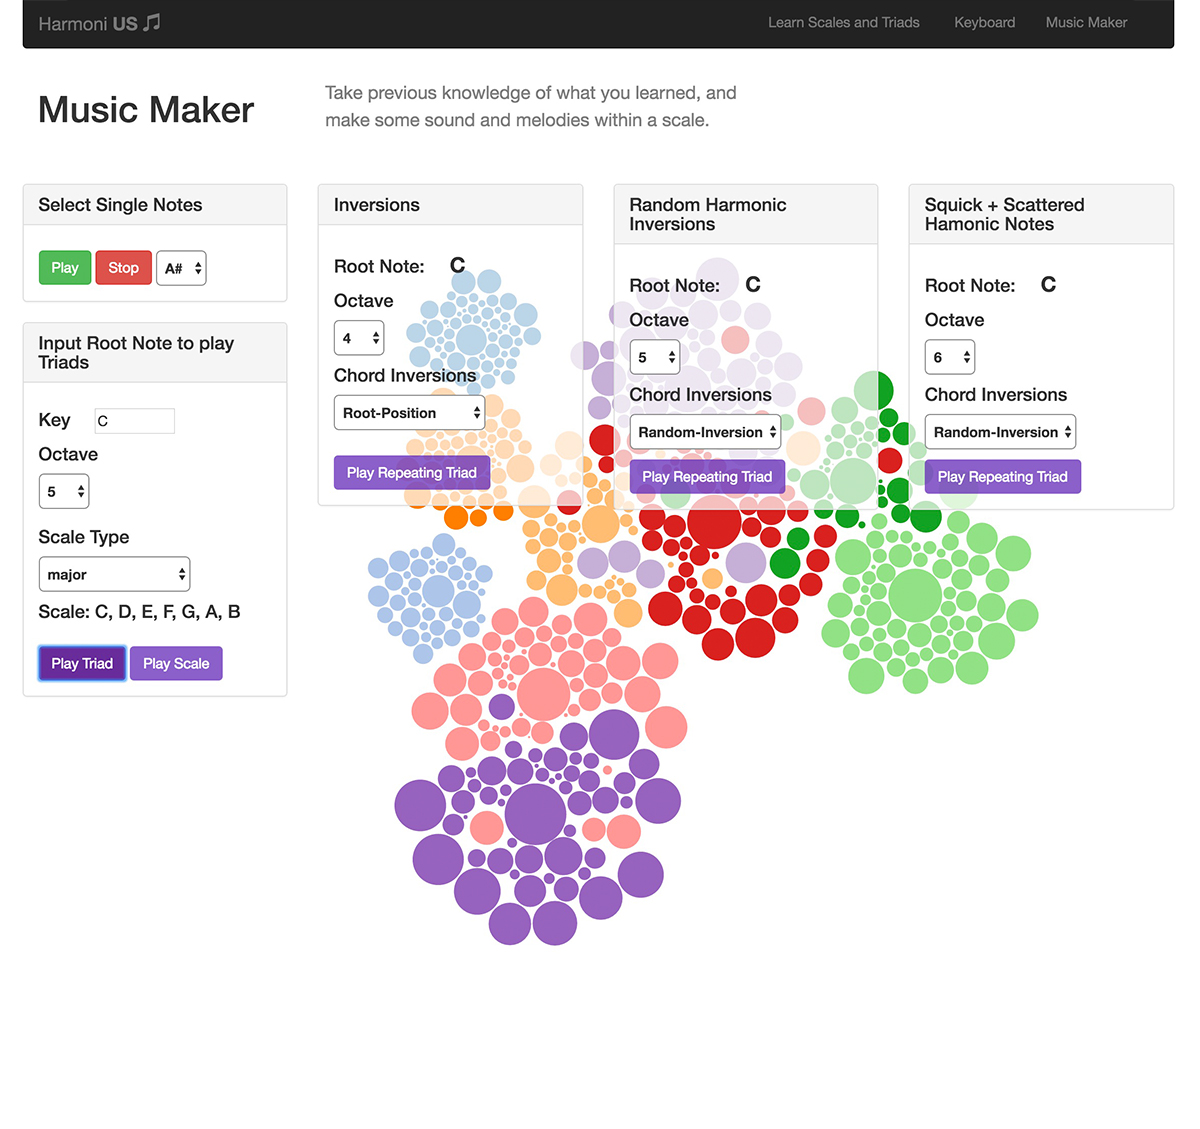 Harmoni US
Learn Scales and Triads
Keyboard
Music Maker
Music Maker
Take previous knowledge of what you learned, and
make some sound and melodies within a scale.
Select Single Notes
Play
Stop
A#
Input Root Note to play
Triads
Key
C
Octave
5
Scale Type
major
Scale: C, D, E, F, G, A, B
Play Triad
Play Scale
Inversions
Root Note: C
Octave
4
Chord Inversions
Root-Position
Play Repeating Triad
Random Harmonic
Inversions
Root Note: C
Octave
5
Chord Inversions
Random-Inversion
Play Repeating Triad
Squick + Scattered
Hamonic Notes
Root Note: C
Octave
6
Chord Inversions
Random-Inversion
Play Repeating Triad